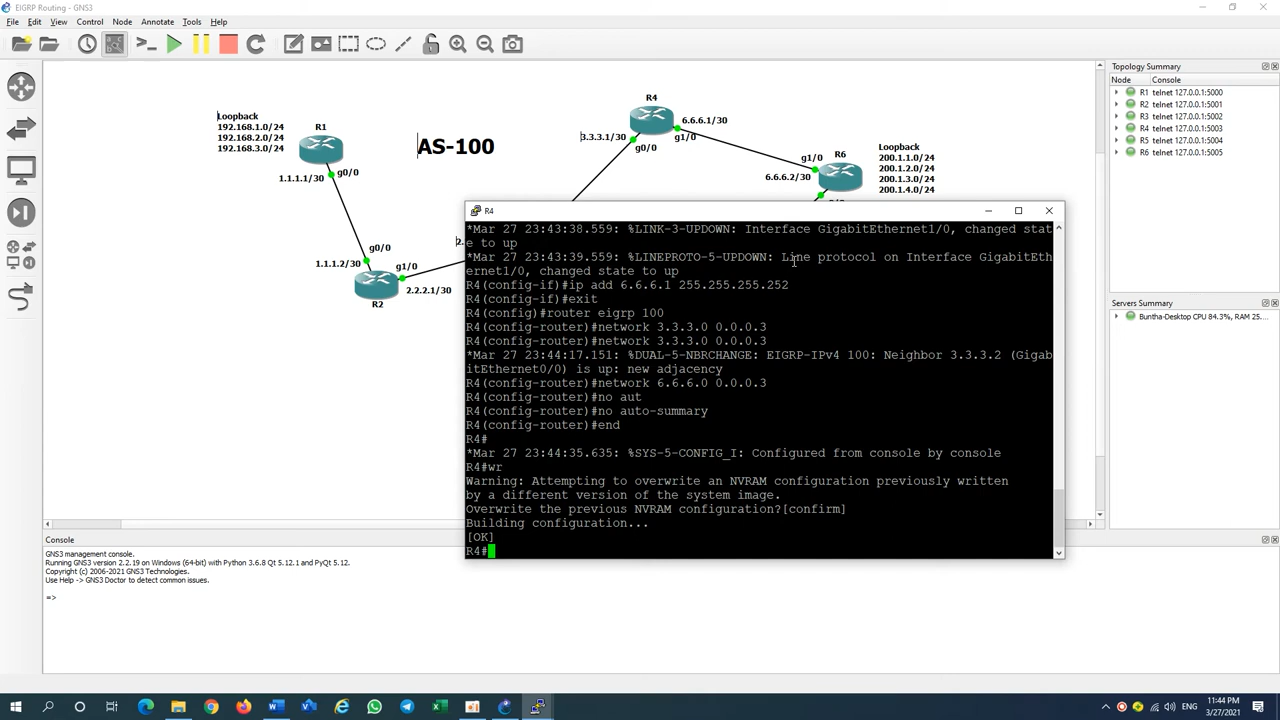 EIGRP Routing - GNS3
File Edit View Control Node Annotate Tools Help
Loopback
192.168.1.0/24
192.168.2.0/24
192.168.3.0/24
R1
g0/0
1.1.1.1/30
AS-100
R4
3.3.3.1/30
g0/0
6.6.6.1/30
g1/0
g1/0
R6
6.6.6.2/30
Loopback
200.1.1.0/24
200.1.2.0/24
200.1.3.0/24
200.1.4.0/24
g0/0
1.1.1.2/30
g1/0
2.2.2.1/30
R2
2.
Topology Summary
Node Console
R1 telnet 127.0.0.1:5000
R2 telnet 127.0.0.1:5001
R3 telnet 127.0.0.1:5002
R4 telnet 127.0.0.1:5003
R5 telnet 127.0.0.1:5004
R6 telnet 127.0.0.1:5005
Servers Summary
Buntha-Desktop CPU 84.3%, RAM 25.
R4
*Mar 27 23:43:38.559: %LINK-3-UPDOWN: Interface GigabitEthernet1/0, changed stat
e to up
*Mar 27 23:43:39.559: %LINEPROTO-5-UPDOWN: Line protocol on Interface GigabitEth
ernet1/0, changed state to up
R4(config-if)#ip add 6.6.6.1 255.255.255.252
R4(config-if)#exit
R4(config)#router eigrp 100
R4(config-router)#network 3.3.3.0 0.0.0.3
R4(config-router)#network 3.3.3.0 0.0.0.3
*Mar 27 23:44:17.151: %DUAL-5-NBRCHANGE: EIGRP-IPv4 100: Neighbor 3.3.3.2 (Gigab
itEthernet0/0) is up: new adjacency
R4(config-router)#network 6.6.6.0 0.0.0.3
R4(config-router)#no aut
R4(config-router)#no auto-summary
R4(config-router)#end
R4#
*Mar 27 23:44:35.635: %SYS-5-CONFIG_I: Configured from console by console
R4#wr
Warning: Attempting to overwrite an NVRAM configuration previously written
by a different version of the system image.
Overwrite the previous NVRAM configuration?[confirm]
Building configuration...
[OK]
R4#
Console
GNS3 management console.
Running GNS3 version 2.2.19 on Windows (64-bit) with Python 3.6.8 Qt 5.12.1 and PyQt 5.12.
Copyright (c) 2006-2021 GNS3 Technologies.
Use Help -> GNS3 Doctor to detect common issues.
=>
11:44 PM
3/27/2021